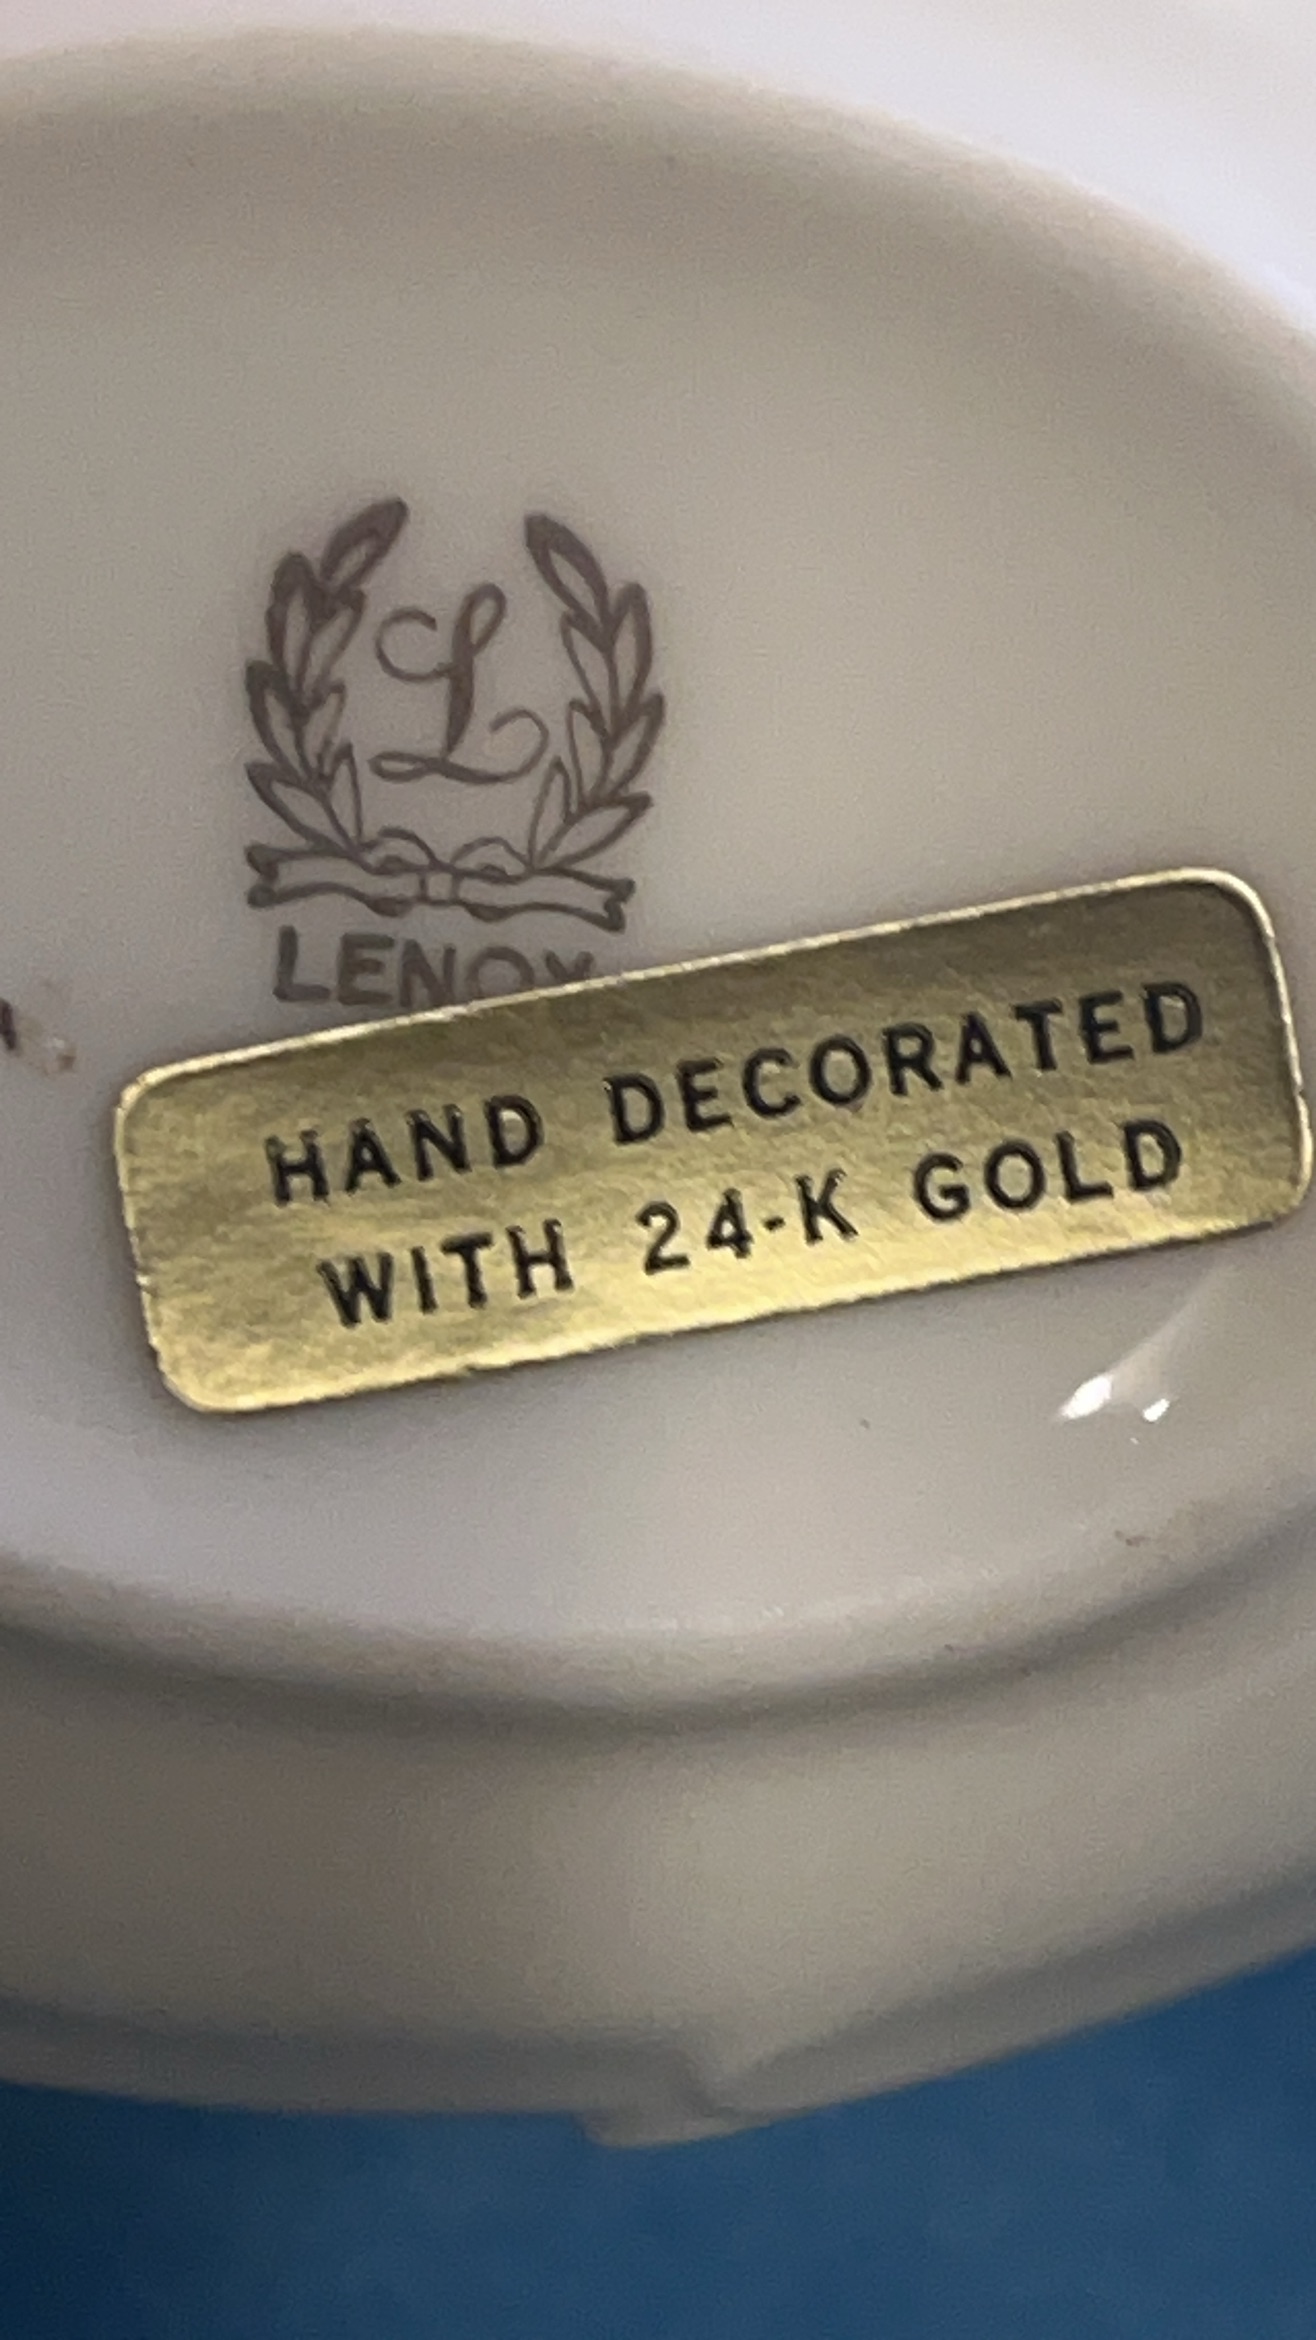 L
LENOX
HAND DECORATED
WITH 24-K GOLD